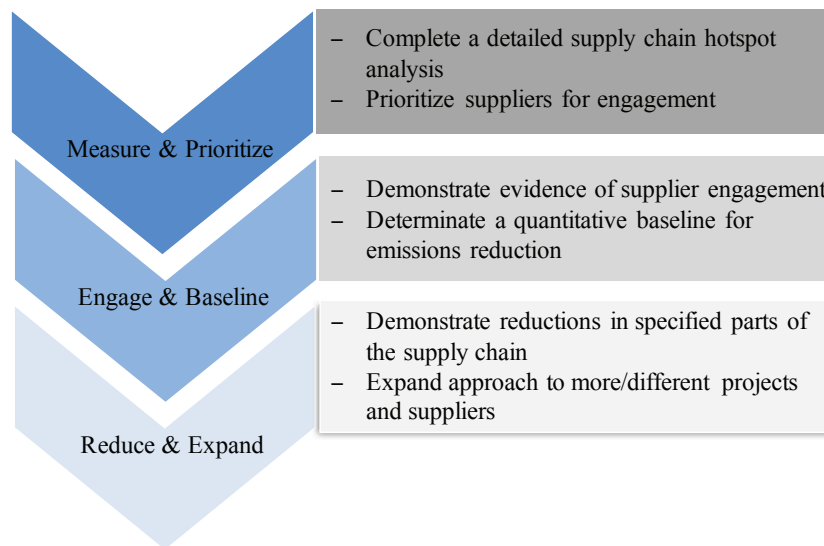 – Complete a detailed supply chain hotspot
analysis
– Prioritize suppliers for engagement
Measure & Prioritize
– Demonstrate evidence of supplier engagement
– Determinate a quantitative baseline for
emissions reduction
Engage & Baseline
– Demonstrate reductions in specified parts of
the supply chain
– Expand approach to more/different projects
and suppliers
Reduce & Expand